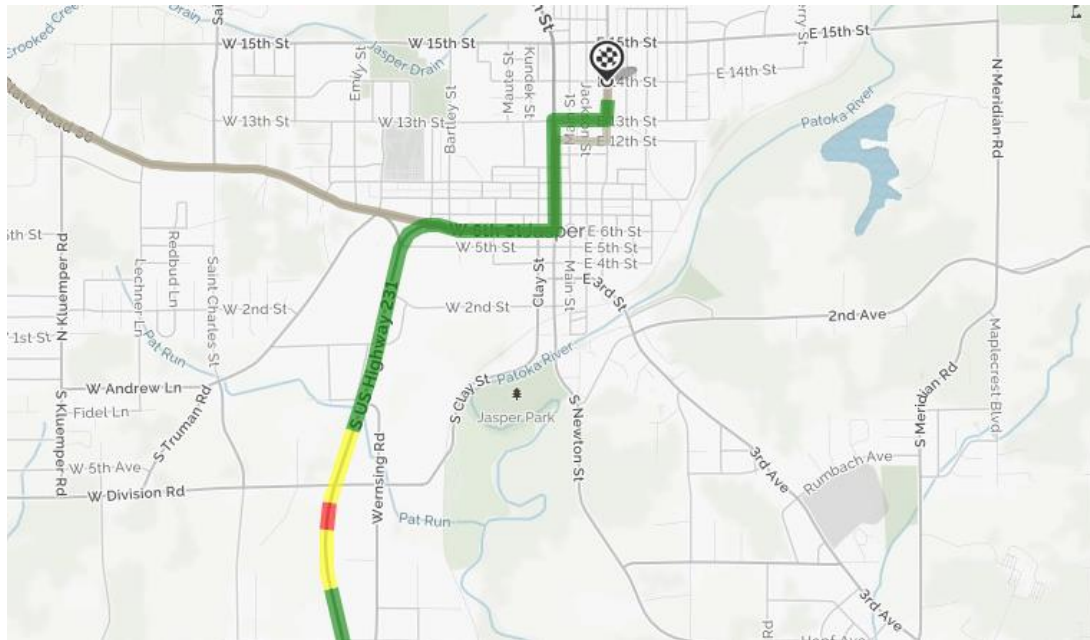 Crooked Creek
Drain
W 15th St
W 15th St
E 15th St
E 15th St
Jasper Drain
Emily St
Maute St
Kundek St
E 14th St
N Meridian Rd
Patoka River
State Road 56
W 13th St
W 13th St
Bartley St
Main St
Jackson St
E 13th St
E 12th St
W 6th St
Jasper
E 6th St
W 5th St
E 5th St
E 4th St
E 3rd St
N Kluemper Rd
Redbud Ln
Lechner Ln
Saint Charles St
W 2nd St
W 2nd St
Clay St
Main St
2nd Ave
Pat Run
S US Highway 231
Patoka River
Maplecrest Blvd
W Andrew Ln
Fidel Ln
S Kluemper Rd
S Truman Rd
S Clay St
Jasper Park
S Newton St
S Meridian Rd
W 5th Ave
W Division Rd
Wernsing Rd
Pat Run
3rd Ave
Rumbach Ave
3rd Ave
Rd